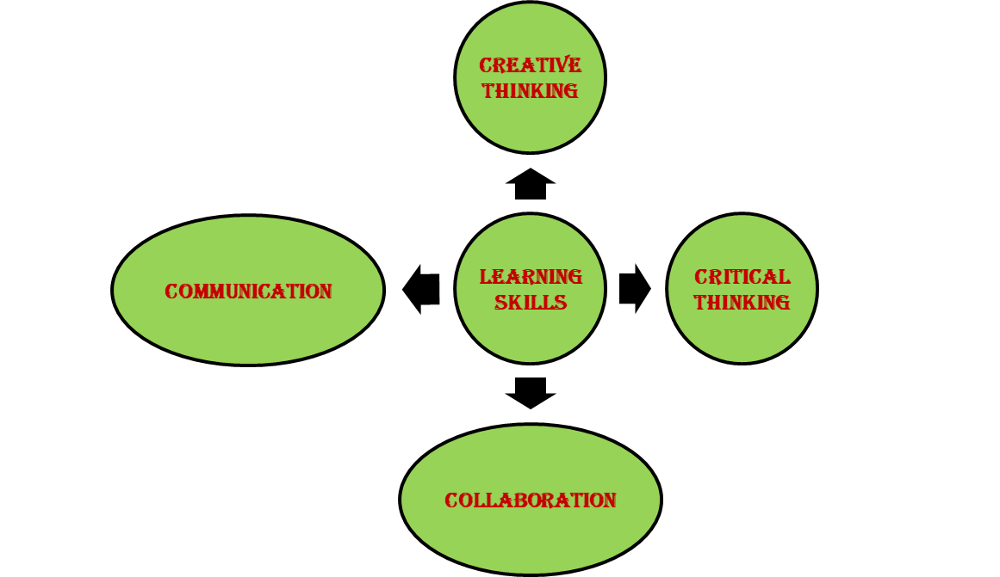 CREATIVE
THINKING
COMMUNICATION
LEARNING
SKILLS
CRITICAL
THINKING
COLLABORATION